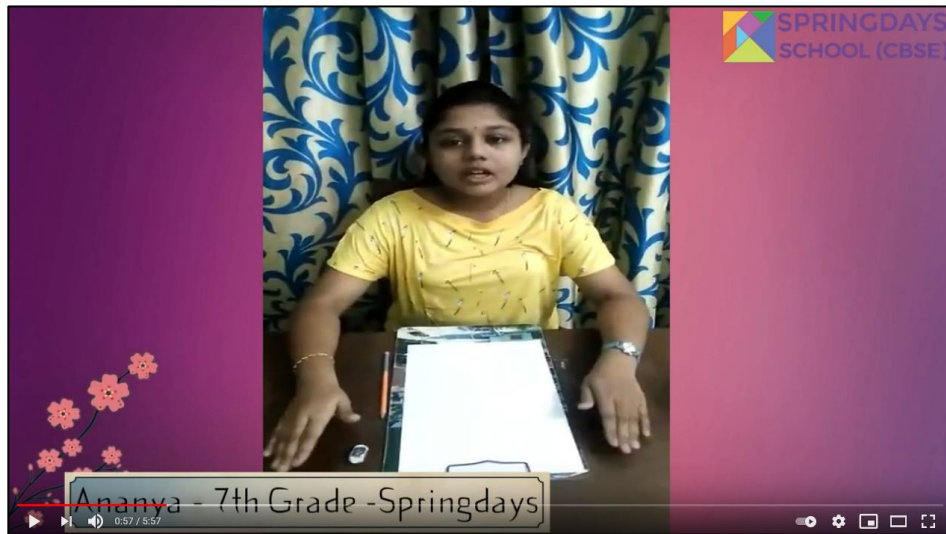 SPRINGDAYS
SCHOOL (CBSE)
Ananya - 7th Grade -Springdays
0:57 / 5:57